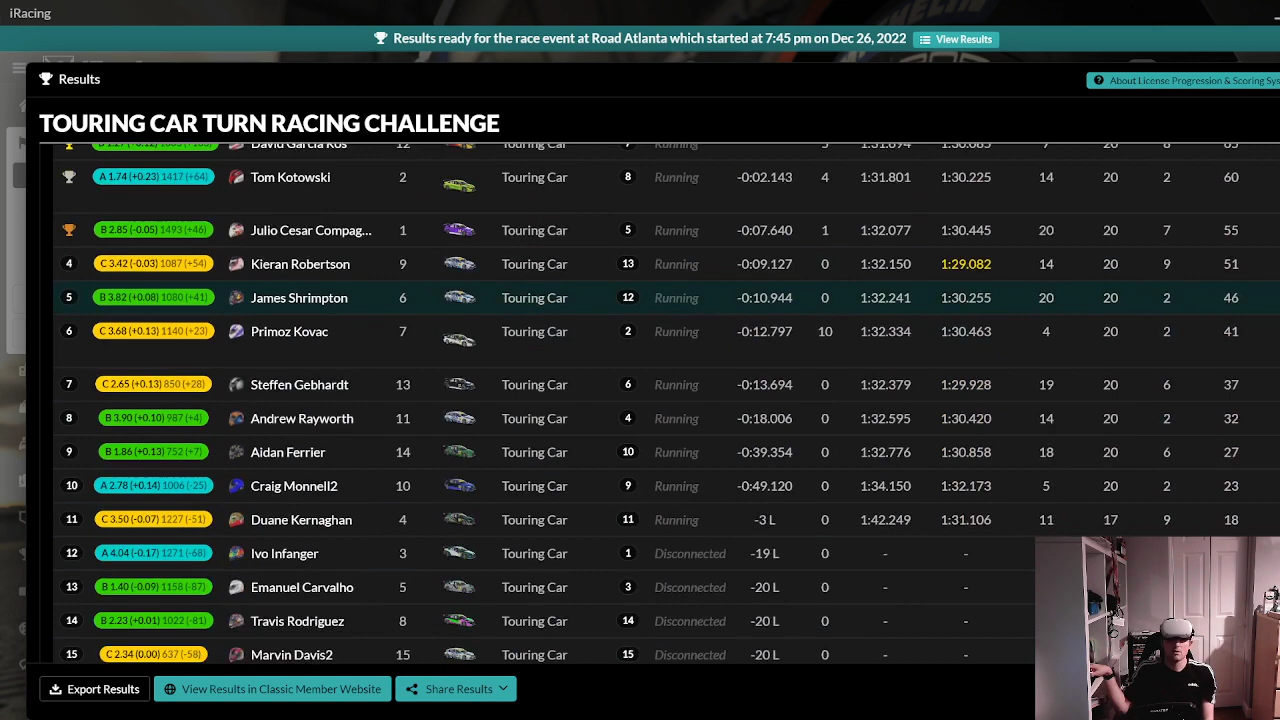 iRacing
Results ready for the race event at Road Atlanta which started at 7:45 pm on Dec 26, 2022 View Results
Results
About License Progression & Scoring Sys
TOURING CAR TURN RACING CHALLENGE
David Garcia Ros 12 Touring Car 7 Running 5 1:31.694 7 20 8 65
A 1.74 (+0.23) 1417 (+64) Tom Kotowski 2 Touring Car 8 Running -0:02.143 4 1:31.801 1:30.225 14 20 2 60
B 2.85 (-0.05) 1493 (+46) Julio Cesar Compag... 1 Touring Car 5 Running -0:07.640 1 1:32.077 1:30.445 20 20 7 55
4 C 3.42 (-0.03) 1087 (+54) Kieran Robertson 9 Touring Car 13 Running -0:09.127 0 1:32.150 1:29.082 14 20 9 51
5 B 3.82 (+0.08) 1080 (+41) James Shrimpton 6 Touring Car 12 Running -0:10.944 0 1:32.241 1:30.255 20 20 2 46
6 C 3.68 (+0.13) 1140 (+23) Primoz Kovac 7 Touring Car 2 Running -0:12.797 10 1:32.334 1:30.463 4 20 2 41
7 C 2.65 (+0.13) 850 (+28) Steffen Gebhardt 13 Touring Car 6 Running -0:13.694 0 1:32.379 1:29.928 19 20 6 37
8 B 3.90 (+0.10) 987 (+4) Andrew Rayworth 11 Touring Car 4 Running -0:18.006 0 1:32.595 1:30.420 14 20 2 32
9 B 1.86 (+0.13) 752 (+7) Aidan Ferrier 14 Touring Car 10 Running -0:39.354 0 1:32.776 1:30.858 18 20 6 27
10 A 2.78 (+0.14) 1006 (-25) Craig Monnell2 10 Touring Car 9 Running -0:49.120 0 1:34.150 1:32.173 5 20 2 23
11 C 3.50 (-0.07) 1227 (-51) Duane Kernaghan 4 Touring Car 11 Running -3 L 0 1:42.249 1:31.106 11 17 9 18
12 A 4.04 (-0.17) 1271 (-68) Ivo Infanger 3 Touring Car 1 Disconnected -19 L 0 - -
13 B 1.40 (-0.09) 1158 (-87) Emanuel Carvalho 5 Touring Car 3 Disconnected -20 L 0 - -
14 B 2.23 (+0.01) 1022 (-81) Travis Rodriguez 8 Touring Car 14 Disconnected -20 L 0 - -
15 C 2.34 (0.00) 637 (-58) Marvin Davis2 15 Touring Car 15 Disconnected -20 L 0 - -
Export Results View Results in Classic Member Website Share Results